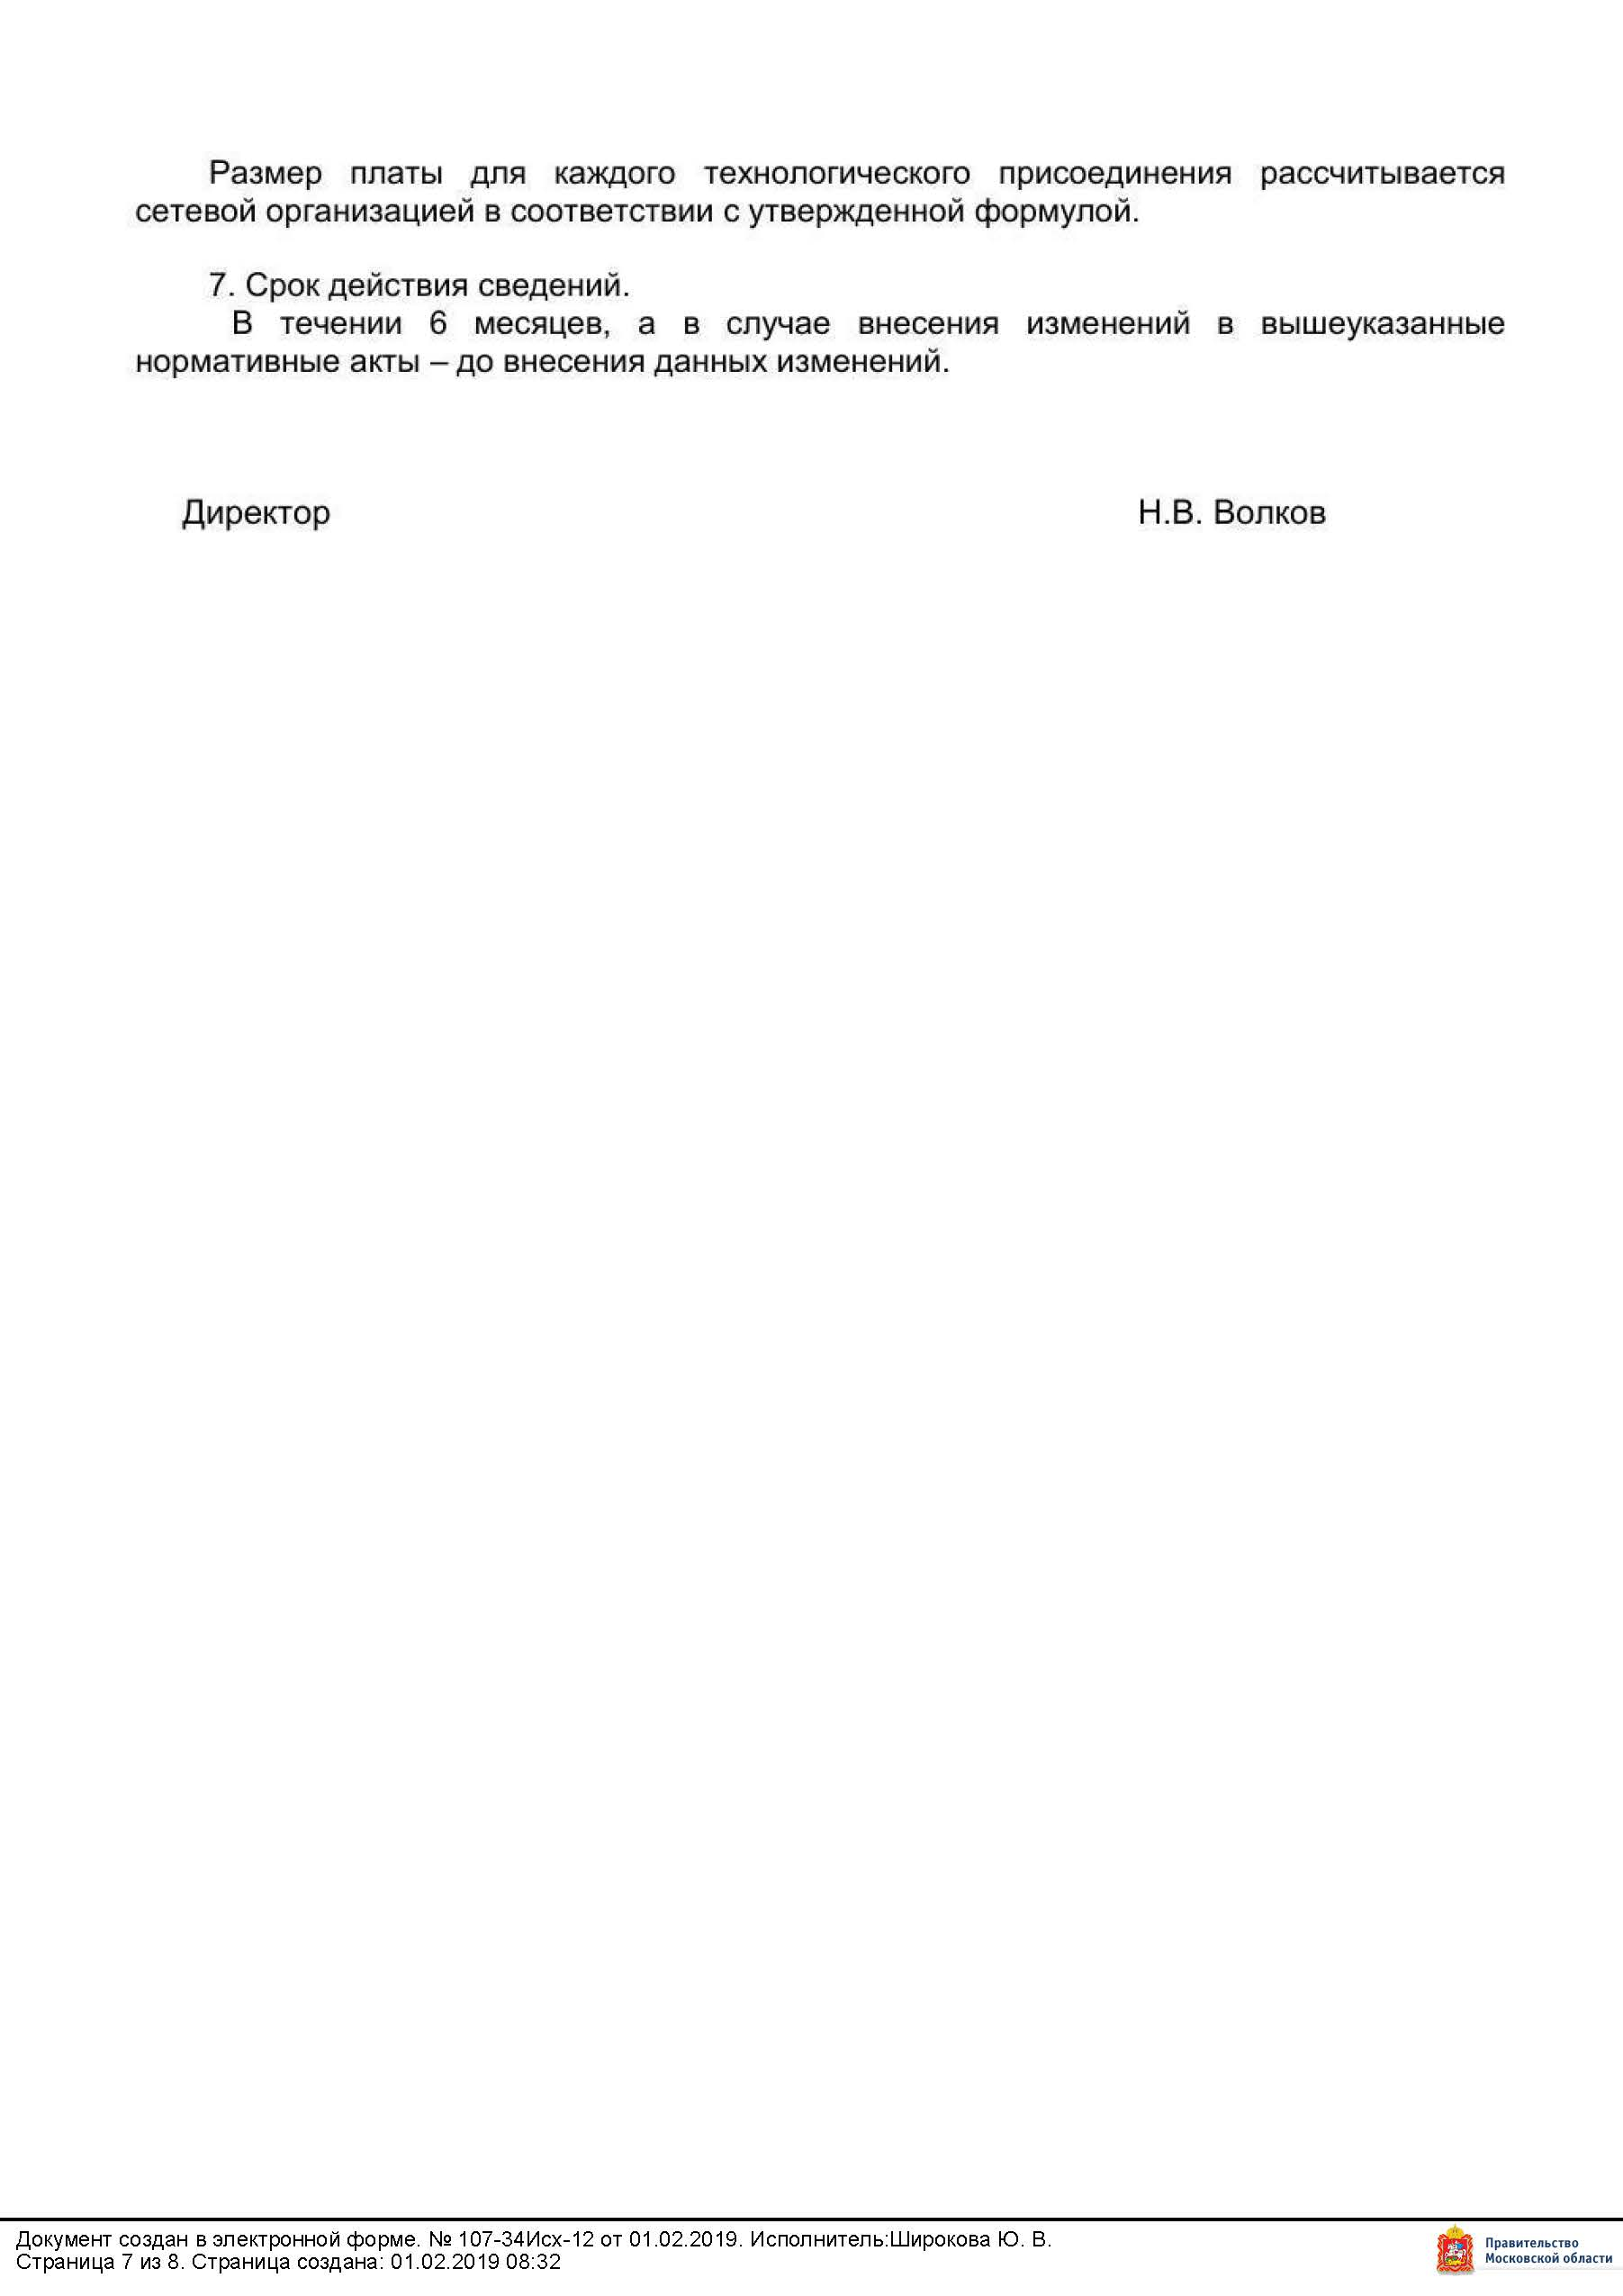 Размер платы для каждого технологического присоединения рассчитывается
сетевой организацией в соответствии с утвержденной формулой.
7. Срок действия сведений.
В течении 6 месяцев, а в случае внесения изменений в вышеуказанные
нормативные акты – до внесения данных изменений.
Директор Н.В. Волков
Документ создан в электронной форме. № 107-34Исх-12 от 01.02.2019. Исполнитель:Широкова Ю. В.
Страница 7 из 8. Страница создана: 01.02.2019 08:32
Правительство
Московской области